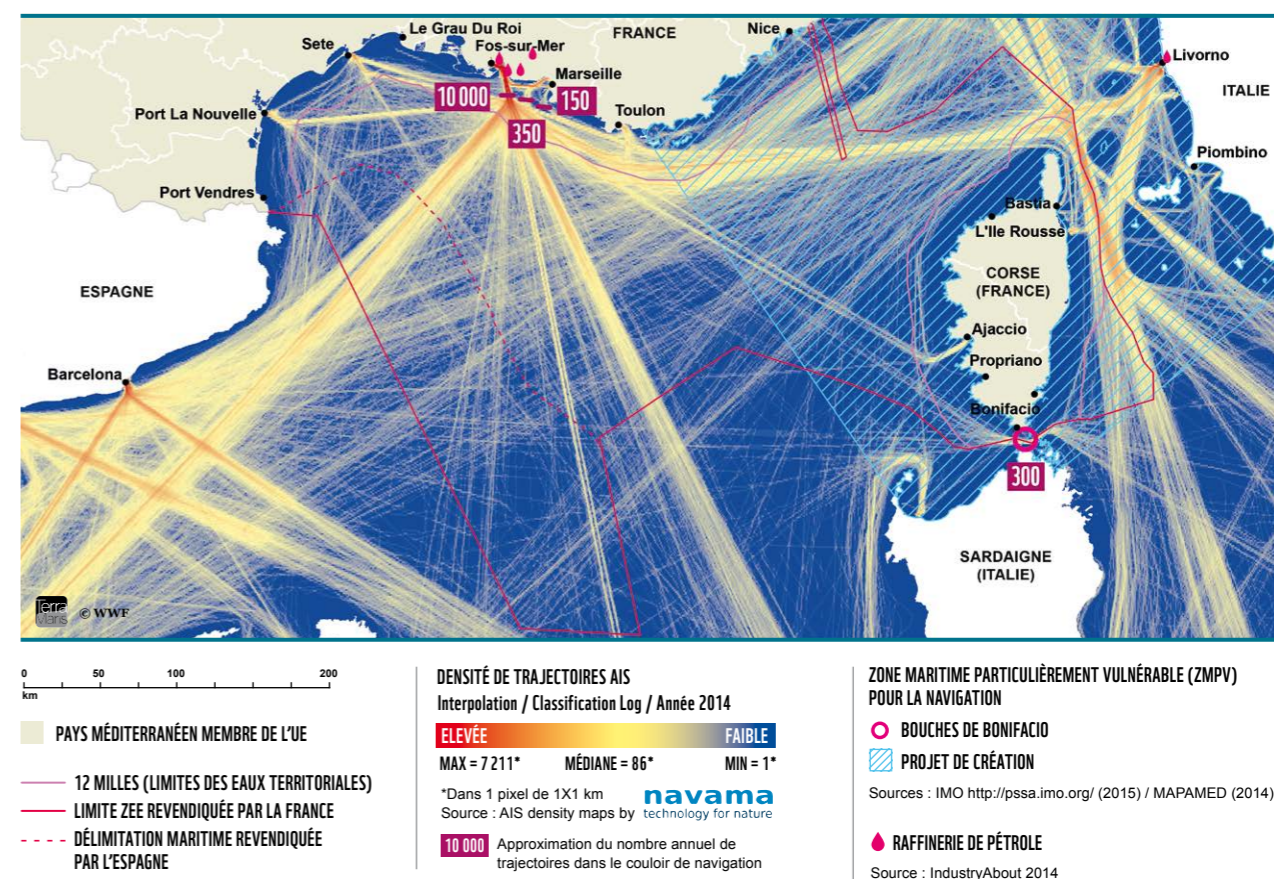 Le Grau Du Roi
FRANCE
Nice
Sete
Fos-sur-Mer
Livorno
Marseille
ITALIE
10 000
150
Port La Nouvelle
Toulon
350
Piombino
Port Vendres
Bastia
L'Ile Rousse
CORSE
(FRANCE)
ESPAGNE
Ajaccio
Propriano
Barcelona
Bonifacio
300
SARDAIGNE
(ITALIE)
Terra
Maris
© WWF
0 50 100 200
km
PAYS MÉDITERRANÉEN MEMBRE DE L'UE
12 MILLES (LIMITES DES EAUX TERRITORIALES)
LIMITE ZEE REVENDIQUÉE PAR LA FRANCE
DÉLIMITATION MARITIME REVENDIQUÉE
PAR L'ESPAGNE
DENSITÉ DE TRAJECTOIRES AIS
Interpolation / Classification Log / Année 2014
ELEVÉE FAIBLE
MAX = 7 211* MÉDIANE = 86* MIN = 1*
*Dans 1 pixel de 1X1 km
Source : AIS density maps by navama
technology for nature
10 000 Approximation du nombre annuel de
trajectoires dans le couloir de navigation
ZONE MARITIME PARTICULIÈREMENT VULNÉRABLE (ZMPV)
POUR LA NAVIGATION
BOUCHES DE BONIFACIO
PROJET DE CRÉATION
Sources : IMO http://pssa.imo.org/ (2015) / MAPAMED (2014)
RAFFINERIE DE PÉTROLE
Source : IndustryAbout 2014